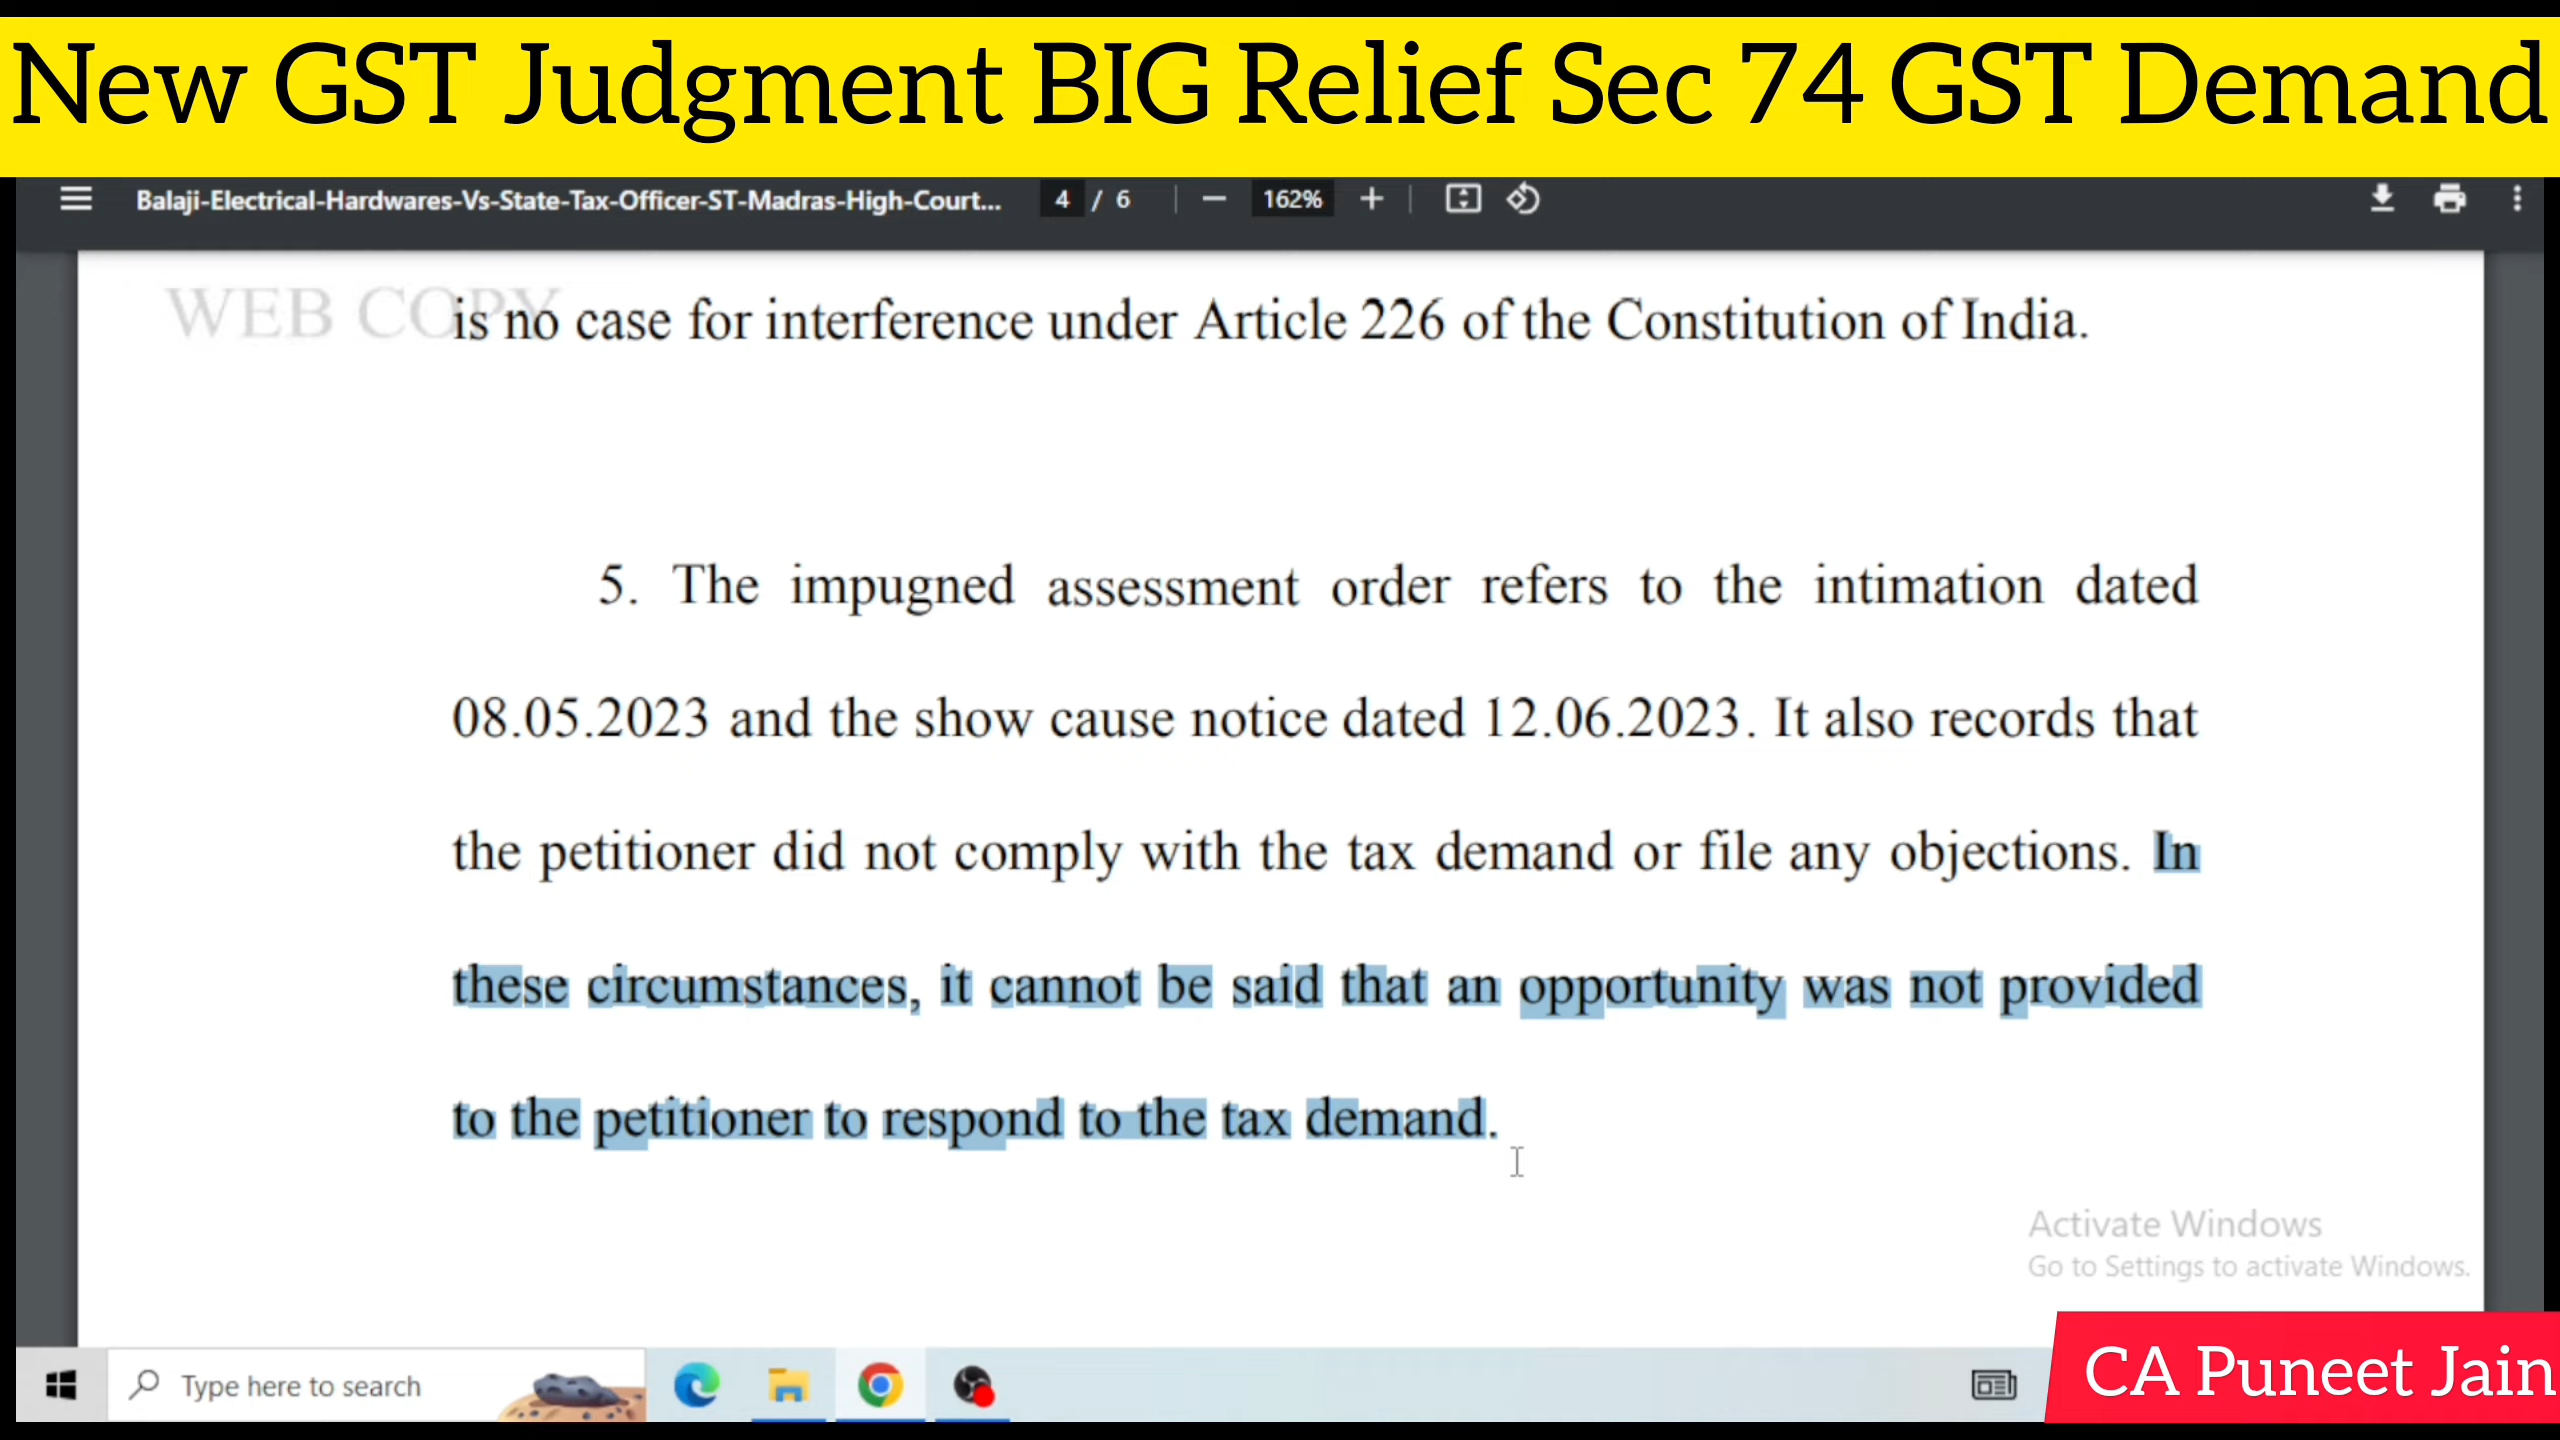 New GST Judgment BIG Relief Sec 74 GST Demand
Balaji-Electrical-Hardwares-Vs-State-Tax-Officer-ST-Madras-High-Court... 4 / 6 162%
WEB COPY
is no case for interference under Article 226 of the Constitution of India.
5. The impugned assessment order refers to the intimation dated
08.05.2023 and the show cause notice dated 12.06.2023. It also records that
the petitioner did not comply with the tax demand or file any objections. In
these circumstances, it cannot be said that an opportunity was not provided
to the petitioner to respond to the tax demand.
Activate Windows
Go to Settings to activate Windows.
Type here to search
CA Puneet Jain